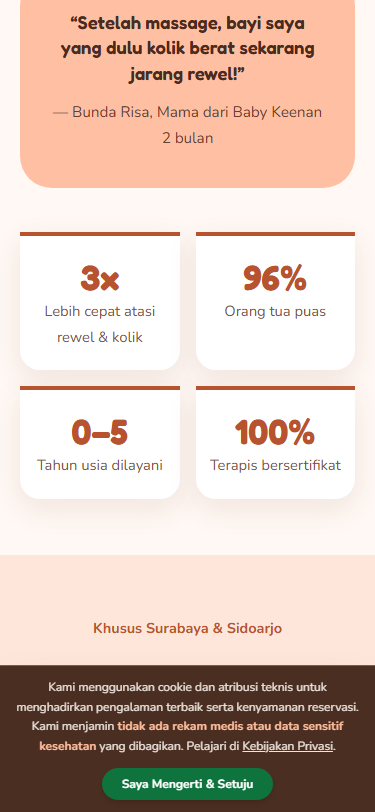 “Setelah massage, bayi saya
yang dulu kolik berat sekarang
jarang rewel!”
— Bunda Risa, Mama dari Baby Keenan
2 bulan
3x
Lebih cepat atasi
rewel & kolik
96%
Orang tua puas
0–5
Tahun usia dilayani
100%
Terapis bersertifikat
Khusus Surabaya & Sidoarjo
Kami menggunakan cookie dan atribusi teknis untuk
menghadirkan pengalaman terbaik serta kenyamanan reservasi.
Kami menjamin tidak ada rekam medis atau data sensitif
kesehatan yang dibagikan. Pelajari di Kebijakan Privasi.
Saya Mengerti & Setuju